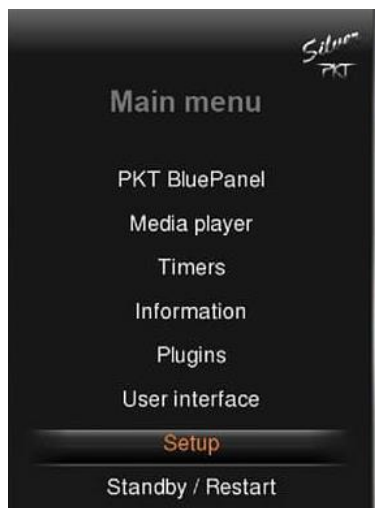 Silver
PKT
Main menu
PKT BluePanel
Media player
Timers
Information
Plugins
User interface
Setup
Standby / Restart